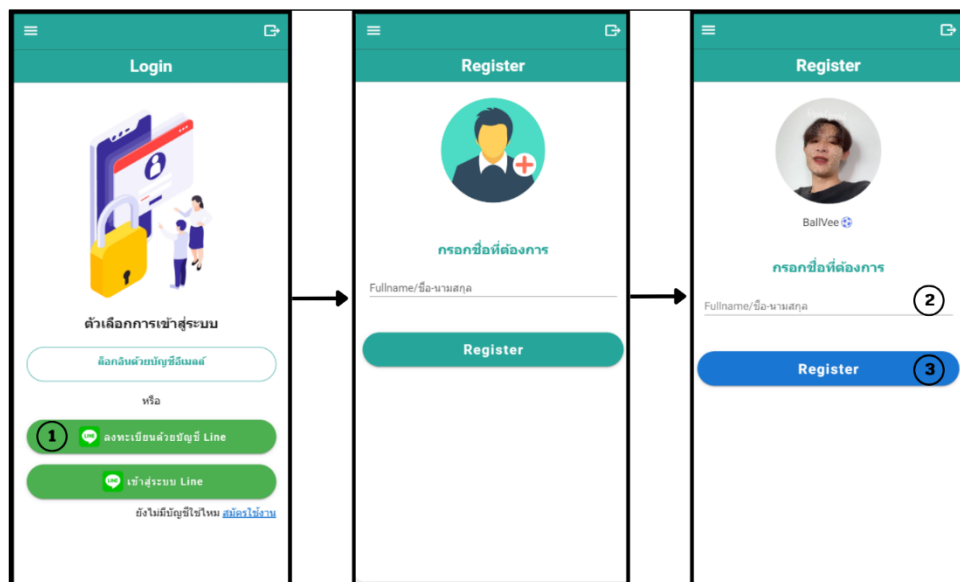 Login
ตัวเลือกการเข้าสู่ระบบ
ล็อกอินด้วยบัญชีอีเมลล์
หรือ
1
LINE
ลงทะเบียนด้วยบัญชี Line
LINE
เข้าสู่ระบบ Line
ยังไม่มีบัญชีใช่ไหม สมัครใช้งาน
Register
กรอกชื่อที่ต้องการ
Fullname/ชื่อ-นามสกุล
Register
Register
BallVee
กรอกชื่อที่ต้องการ
Fullname/ชื่อ-นามสกุล
2
Register
3